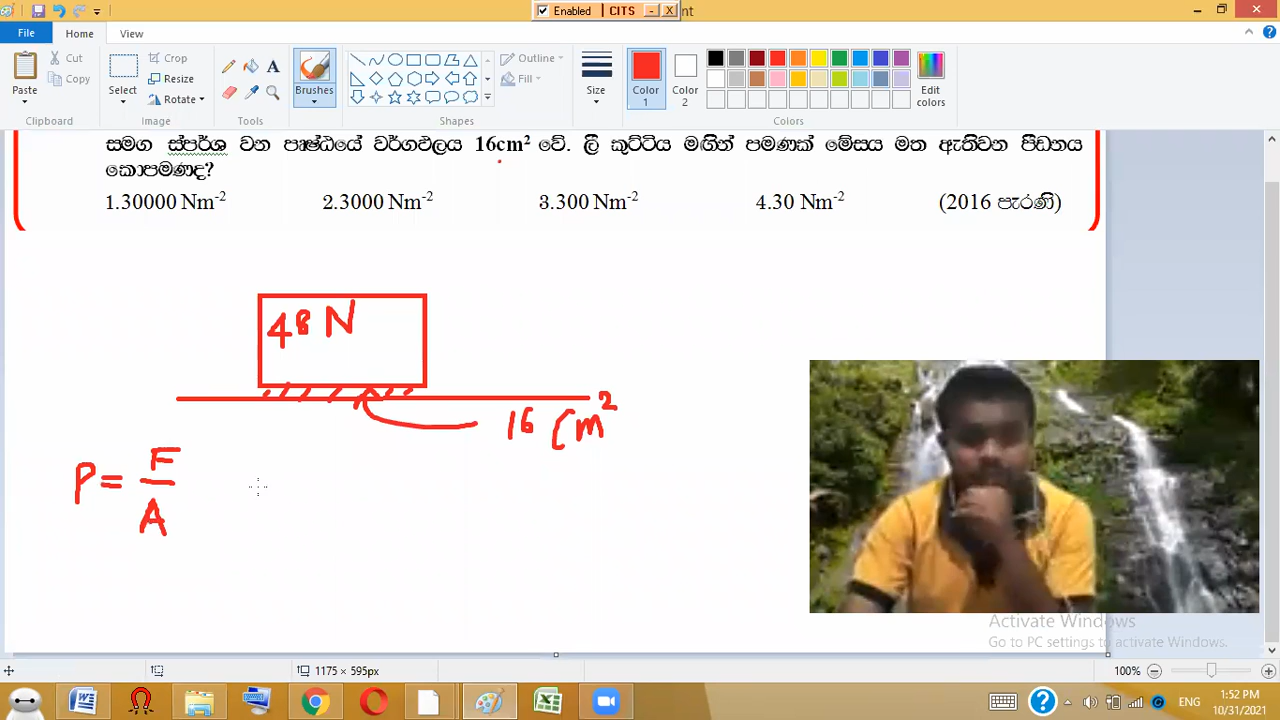 Enabled | CITS
nt
File Home View
Paste
Cut
Copy
Clipboard
Select
Crop
Resize
Rotate
Image
Tools
Brushes
Outline
Fill
Shapes
Size
Color 1
Color 2
Edit colors
Colors
සමග ස්පර්ශ වන පෘෂ්ඨයේ වර්ගඵලය 16cm² වේ. ලී කුට්ටිය මඟින් පමණක් මේසය මත ඇතිවන පීඩනය
කොපමණද?
1.30000 Nm⁻² 2.3000 Nm⁻² 3.300 Nm⁻² 4.30 Nm⁻² (2016 පැරණි)
48 N
16 Cm²
P = F/A
Activate Windows
Go to PC settings to activate Windows.
1175 × 595px
100%
ENG
1:52 PM
10/31/2021